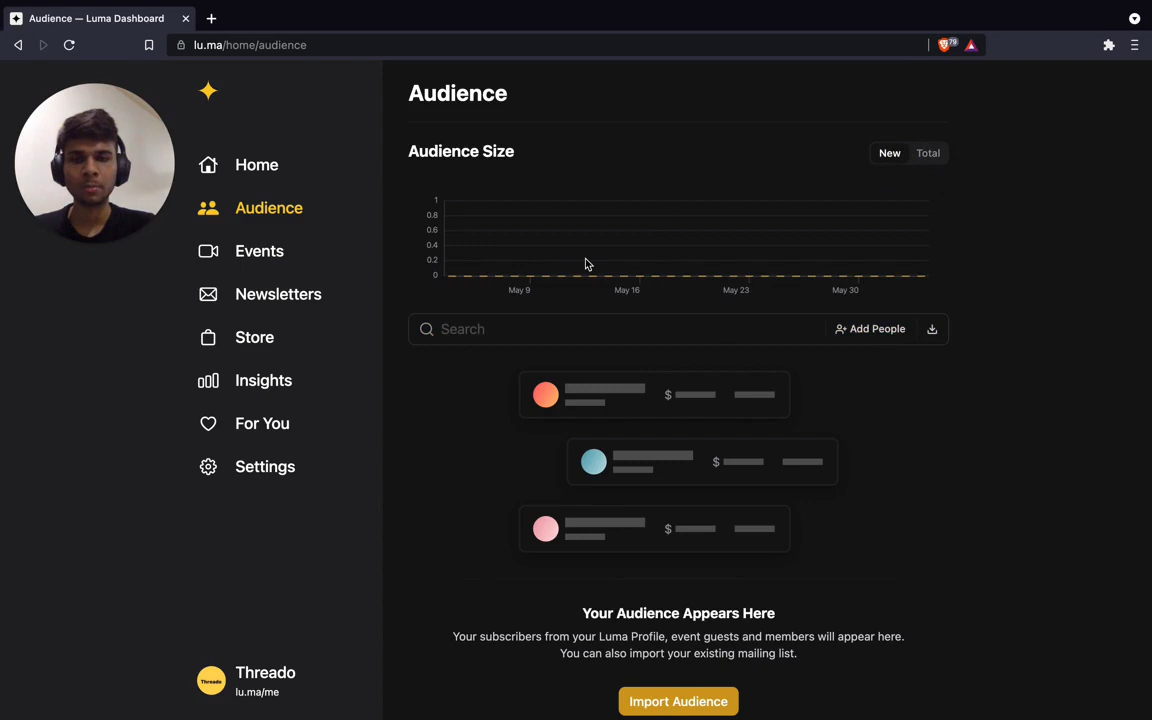 Audience — Luma Dashboard
lu.ma/home/audience
79
Home
Audience
Events
Newsletters
Store
Insights
For You
Settings
Threado
Threado
lu.ma/me
Audience
Audience Size
New
Total
1
0.8
0.6
0.4
0.2
0
May 9
May 16
May 23
May 30
Search
Add People
$
$
$
Your Audience Appears Here
Your subscribers from your Luma Profile, event guests and members will appear here.
You can also import your existing mailing list.
Import Audience